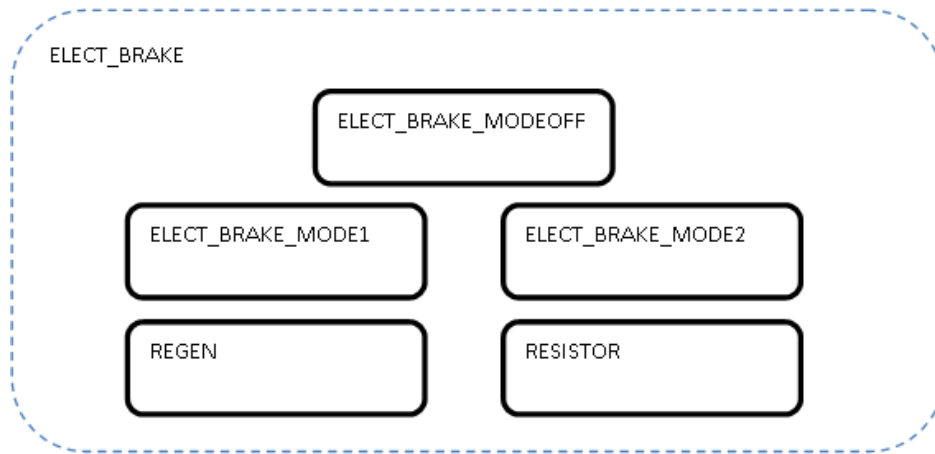 ELECT_BRAKE
ELECT_BRAKE_MODEOFF
ELECT_BRAKE_MODE1
ELECT_BRAKE_MODE2
REGEN
RESISTOR